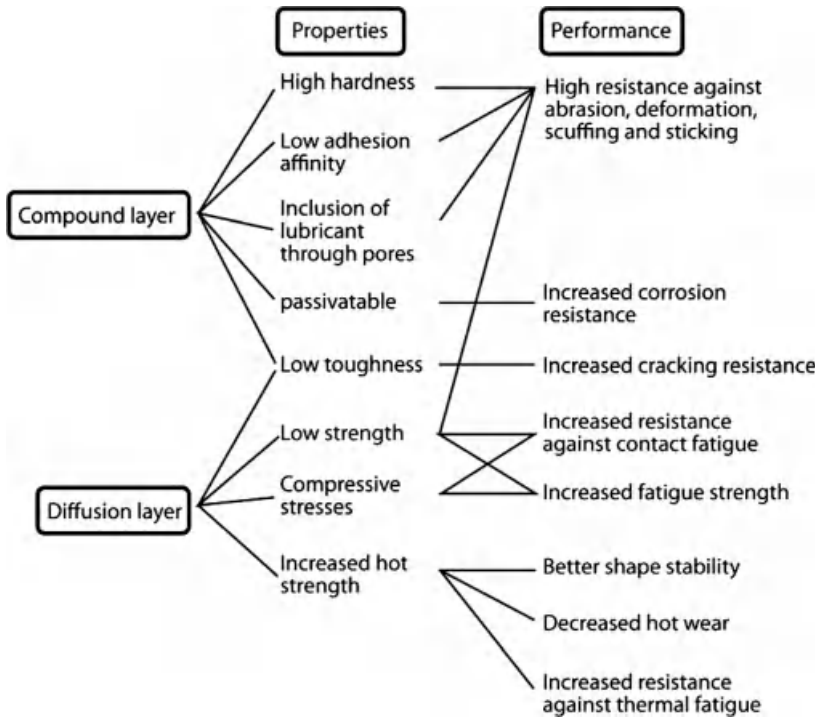 Properties
Performance
High hardness
High resistance against
abrasion, deformation,
scuffing and sticking
Low adhesion
affinity
Compound layer
Inclusion of
lubricant
through pores
passivatable
Increased corrosion
resistance
Low toughness
Increased cracking resistance
Low strength
Increased resistance
against contact fatigue
Diffusion layer
Compressive
stresses
Increased fatigue strength
Increased hot
strength
Better shape stability
Decreased hot wear
Increased resistance
against thermal fatigue